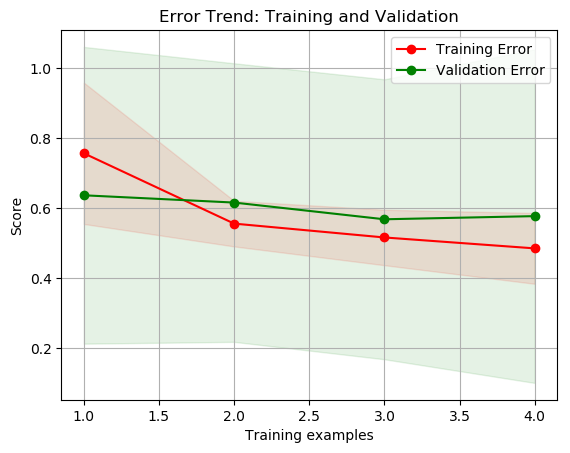 Error Trend: Training and Validation
Training Error
Validation Error
Score
1.0
0.8
0.6
0.4
0.2
1.0 1.5 2.0 2.5 3.0 3.5 4.0
Training examples